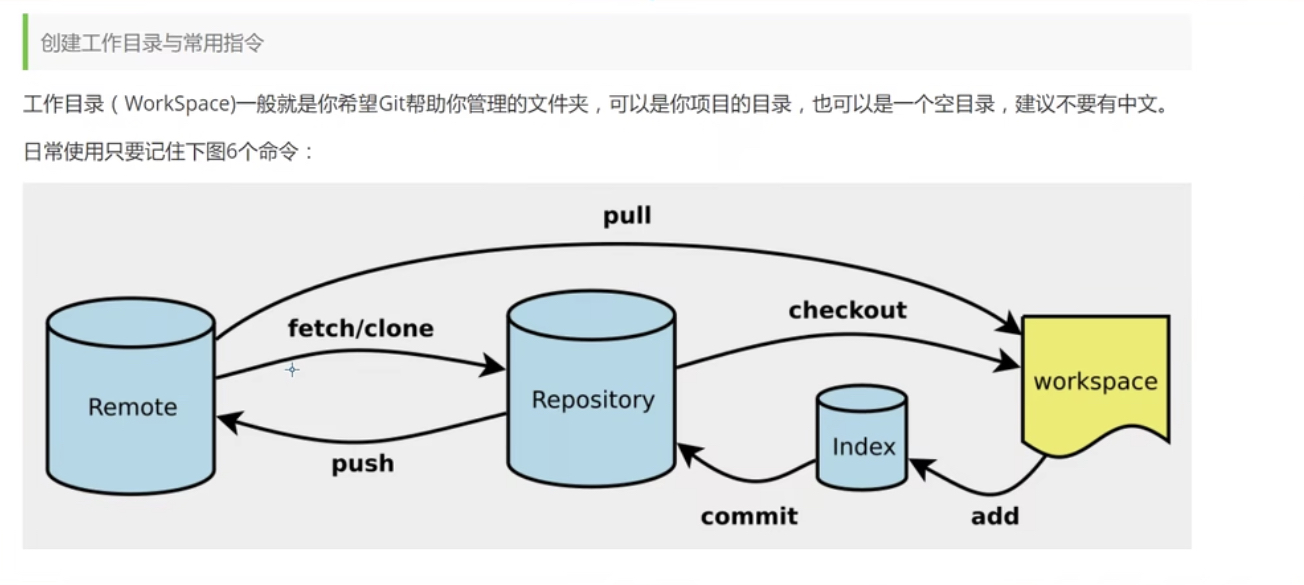 创建工作目录与常用指令
工作目录（WorkSpace)一般就是你希望Git帮助你管理的文件夹，可以是你项目的目录，也可以是一个空目录，建议不要有中文。
日常使用只要记住下图6个命令：
pull
fetch/clone
checkout
Remote
Repository
workspace
Index
push
commit
add